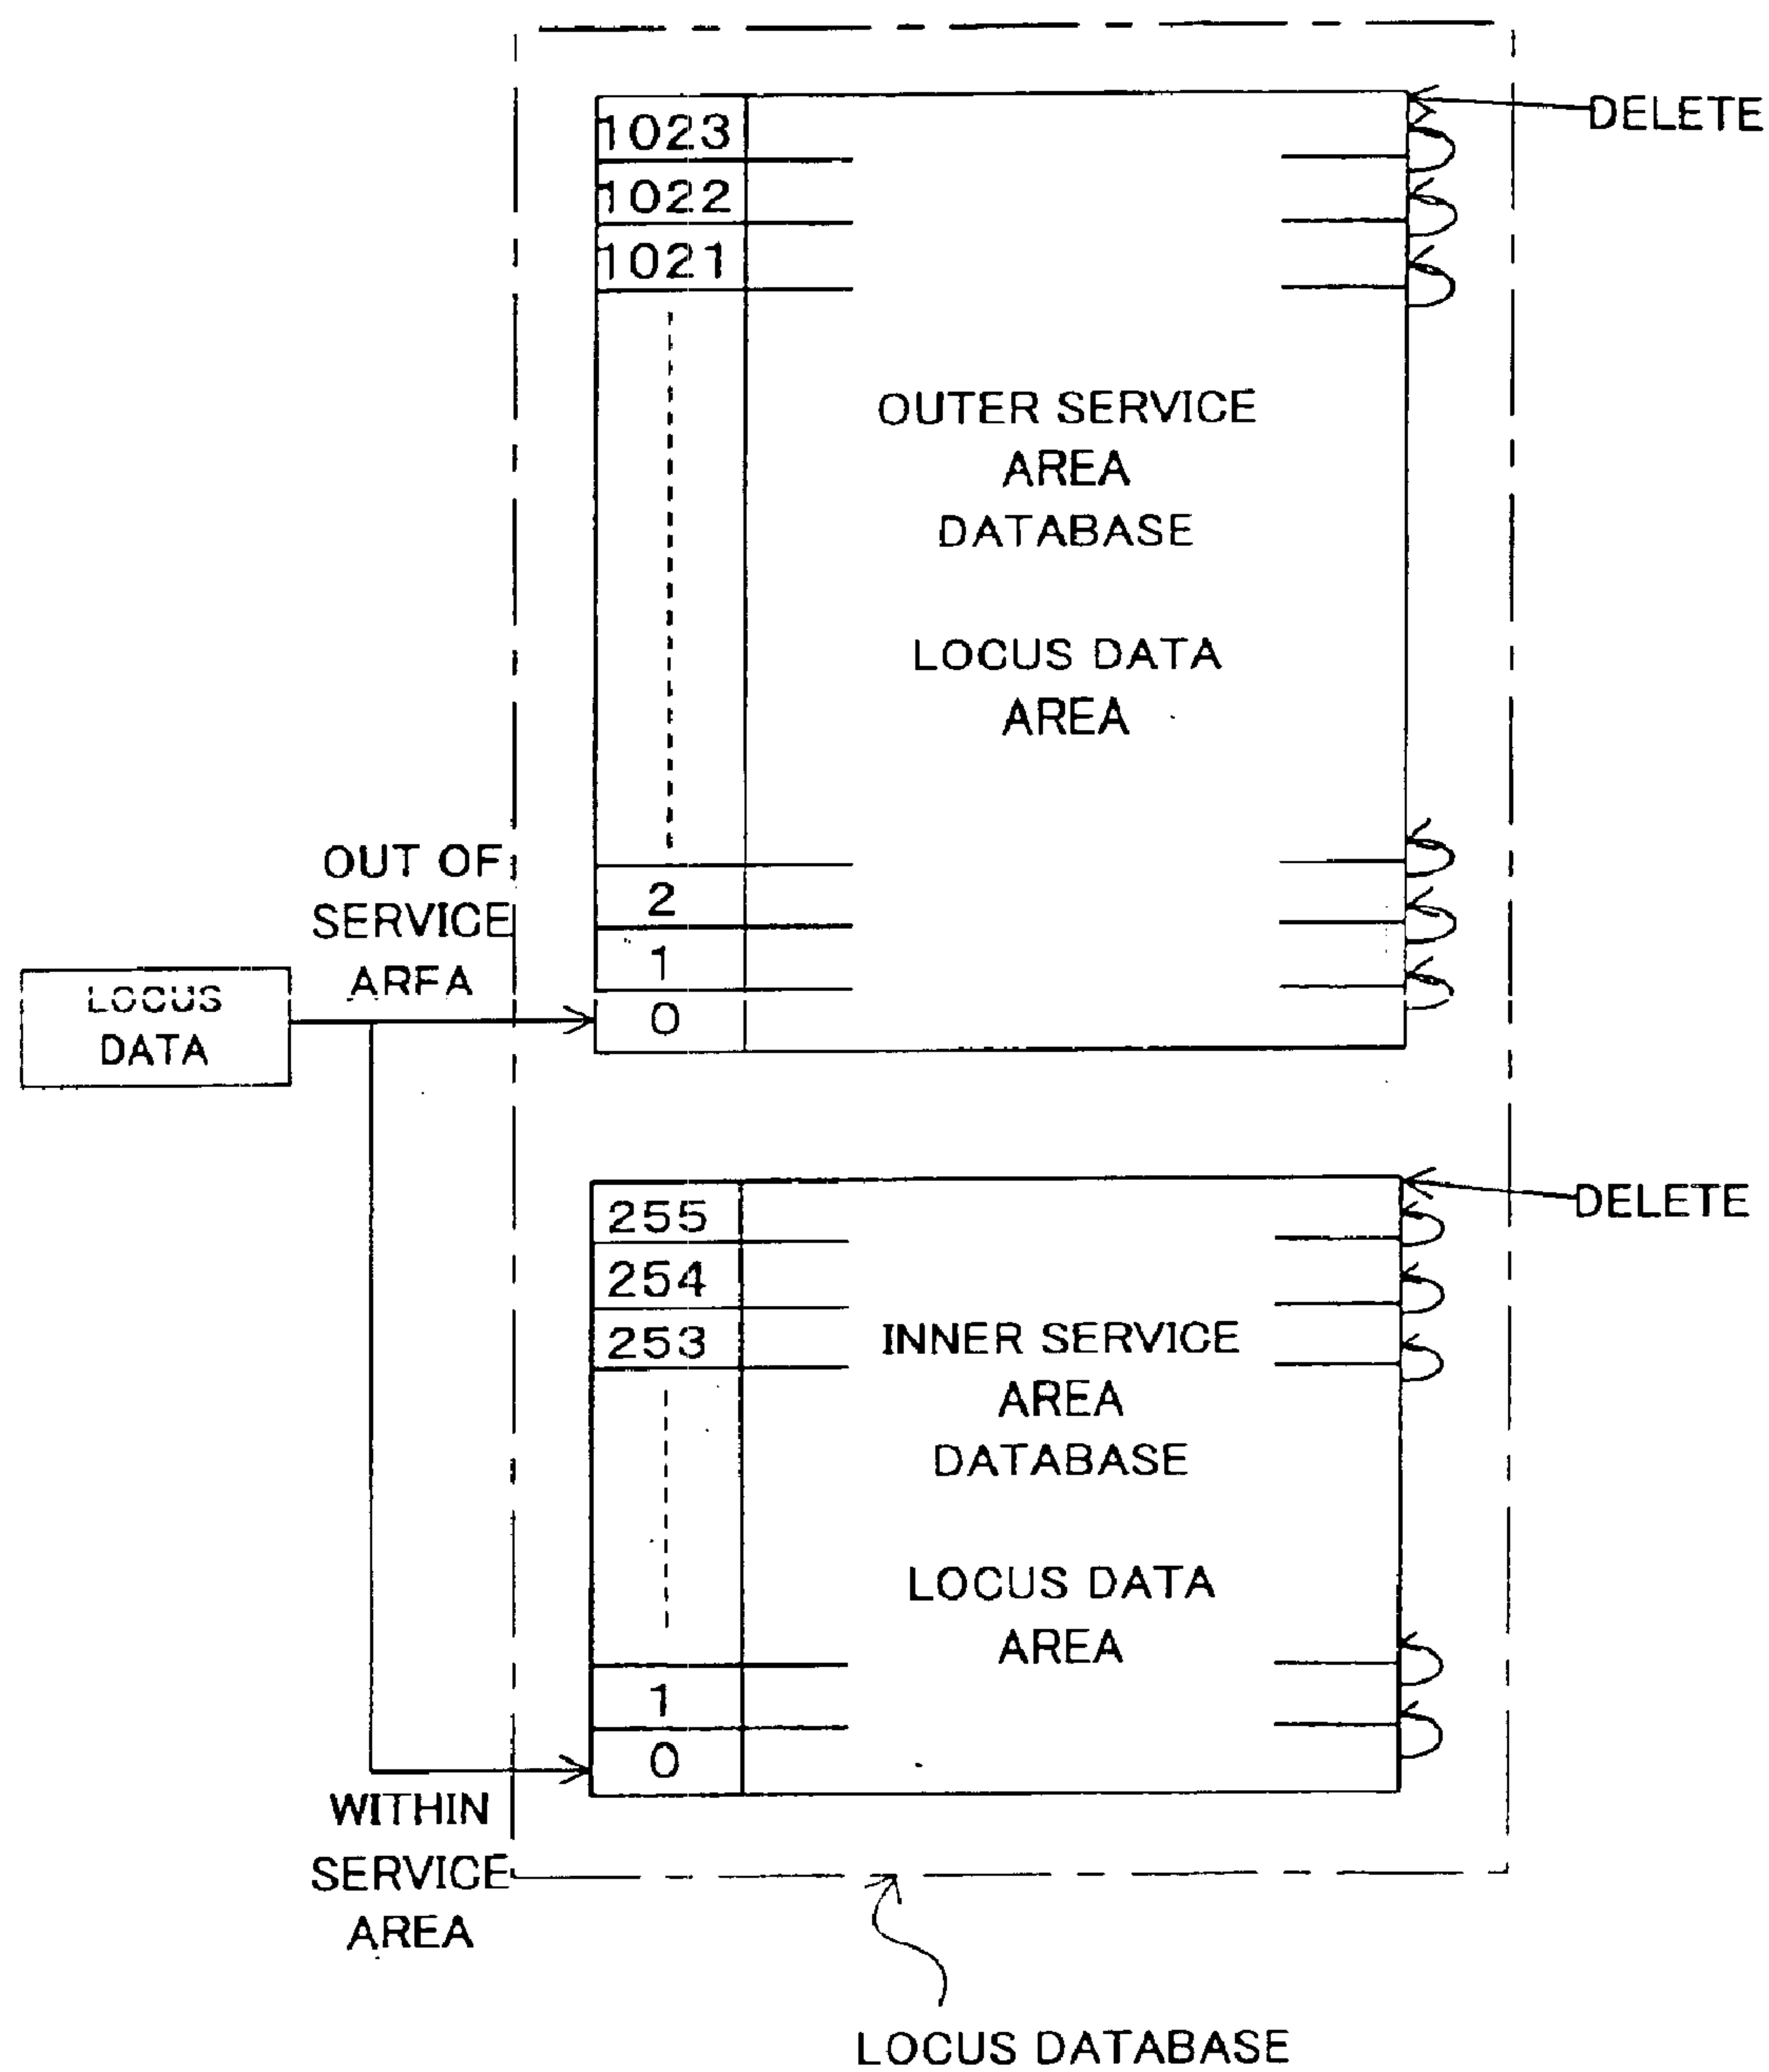 DELETE
1023
1022
1021
OUTER SERVICE
AREA
DATABASE
LOCUS DATA
AREA
OUT OF
SERVICE
AREA
2
1
0
LOCUS
DATA
DELETE
255
254
253
INNER SERVICE
AREA
DATABASE
LOCUS DATA
AREA
1
0
WITHIN
SERVICE
AREA
LOCUS DATABASE